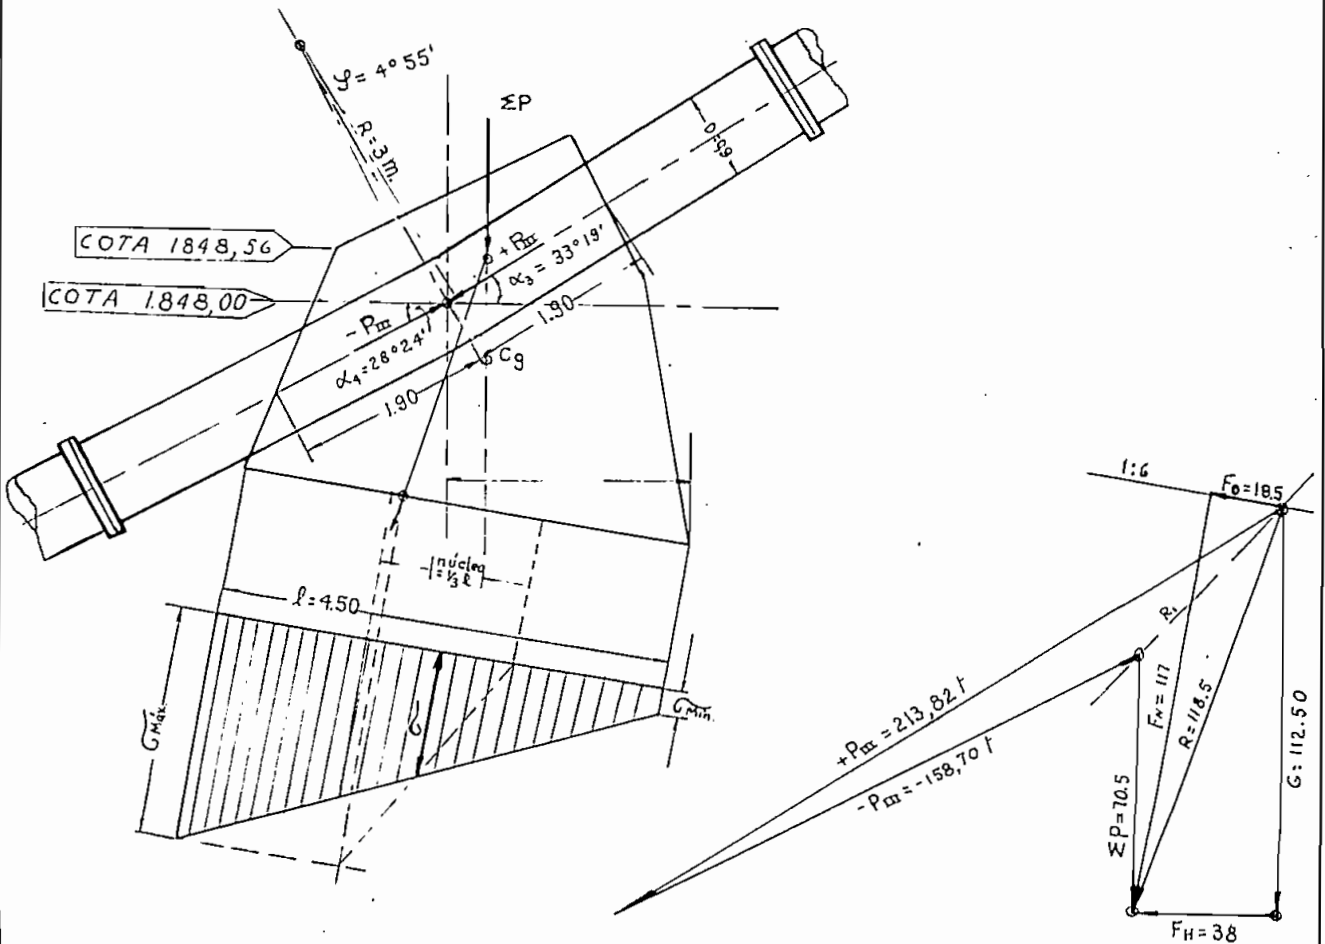 φ = 4° 55'
R = 3 m.
ΣP
0.99
COTA 1848,56
COTA 1.848,00
+ PIII
α3 = 33° 19'
- PIII
α4 = 28° 24'
1.90
1.90
Cg
núcleo
= 1/3 l
l = 4.50
σ Máx.
σ
σ Min.
1:6
F0 = 18.5
R1
+ PIII = 213,82 t
- PIII = -158,70 t
FN = 117
R = 118.5
G = 112.50
ΣP = 70.5
FH = 38